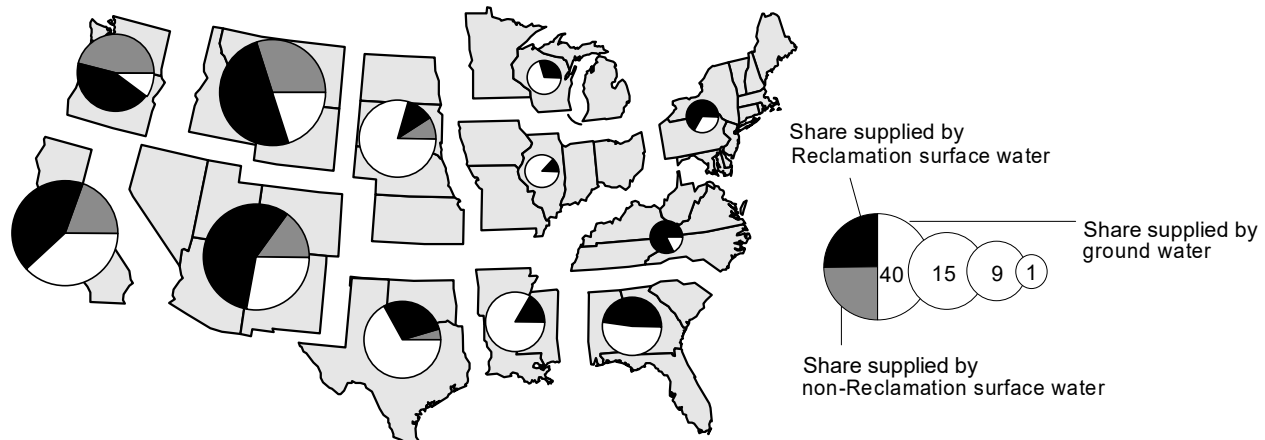 Share supplied by
Reclamation surface water
Share supplied by
ground water
40 15 9 1
Share supplied by
non-Reclamation surface water